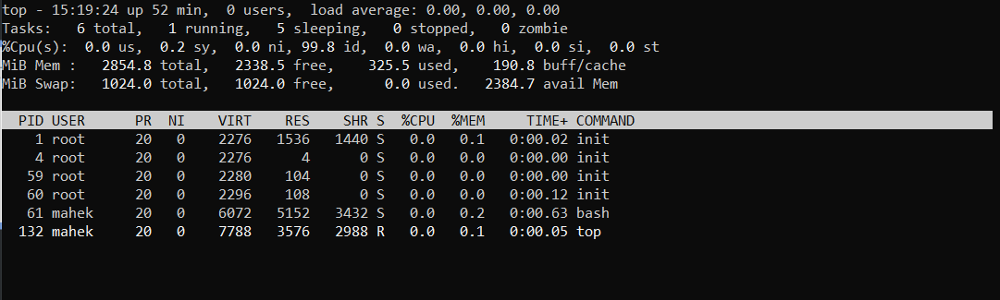 top - 15:19:24 up 52 min,  0 users,  load average: 0.00, 0.00, 0.00
Tasks:   6 total,   1 running,   5 sleeping,   0 stopped,   0 zombie
%Cpu(s):  0.0 us,  0.2 sy,  0.0 ni, 99.8 id,  0.0 wa,  0.0 hi,  0.0 si,  0.0 st
MiB Mem :   2854.8 total,   2338.5 free,    325.5 used,    190.8 buff/cache
MiB Swap:   1024.0 total,   1024.0 free,      0.0 used.   2384.7 avail Mem
  PID USER      PR  NI    VIRT    RES    SHR S  %CPU  %MEM     TIME+ COMMAND
    1 root      20   0    2276   1536   1440 S   0.0   0.1   0:00.02 init
    4 root      20   0    2276      4      0 S   0.0   0.0   0:00.00 init
   59 root      20   0    2280    104      0 S   0.0   0.0   0:00.00 init
   60 root      20   0    2296    108      0 S   0.0   0.0   0:00.12 init
   61 mahek     20   0    6072   5152   3432 S   0.0   0.2   0:00.63 bash
  132 mahek     20   0    7788   3576   2988 R   0.0   0.1   0:00.05 top